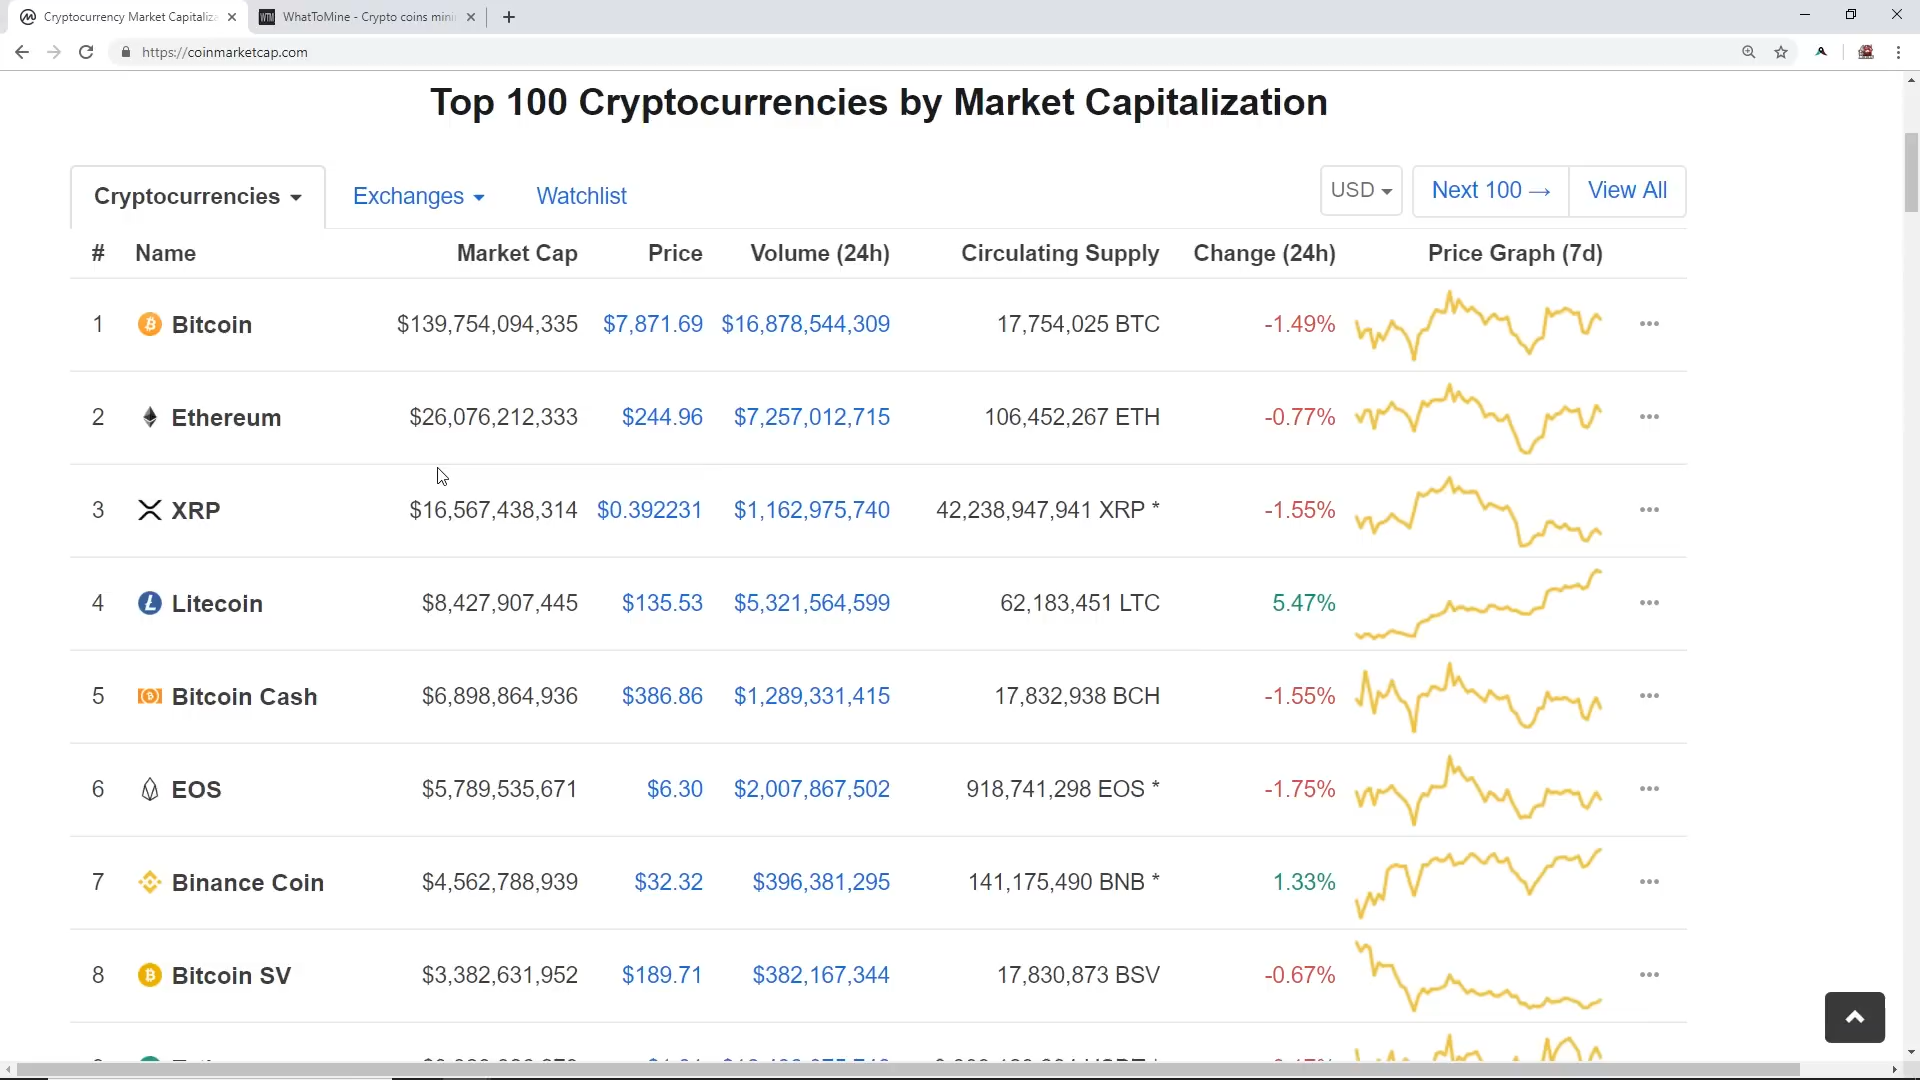 Cryptocurrency Market Capitaliza
WhatToMine - Crypto coins mini
https://coinmarketcap.com
Top 100 Cryptocurrencies by Market Capitalization
Cryptocurrencies Exchanges Watchlist USD Next 100 → View All
# Name Market Cap Price Volume (24h) Circulating Supply Change (24h) Price Graph (7d)
1 Bitcoin $139,754,094,335 $7,871.69 $16,878,544,309 17,754,025 BTC -1.49%
2 Ethereum $26,076,212,333 $244.96 $7,257,012,715 106,452,267 ETH -0.77%
3 XRP $16,567,438,314 $0.392231 $1,162,975,740 42,238,947,941 XRP * -1.55%
4 Litecoin $8,427,907,445 $135.53 $5,321,564,599 62,183,451 LTC 5.47%
5 Bitcoin Cash $6,898,864,936 $386.86 $1,289,331,415 17,832,938 BCH -1.55%
6 EOS $5,789,535,671 $6.30 $2,007,867,502 918,741,298 EOS * -1.75%
7 Binance Coin $4,562,788,939 $32.32 $396,381,295 141,175,490 BNB * 1.33%
8 Bitcoin SV $3,382,631,952 $189.71 $382,167,344 17,830,873 BSV -0.67%